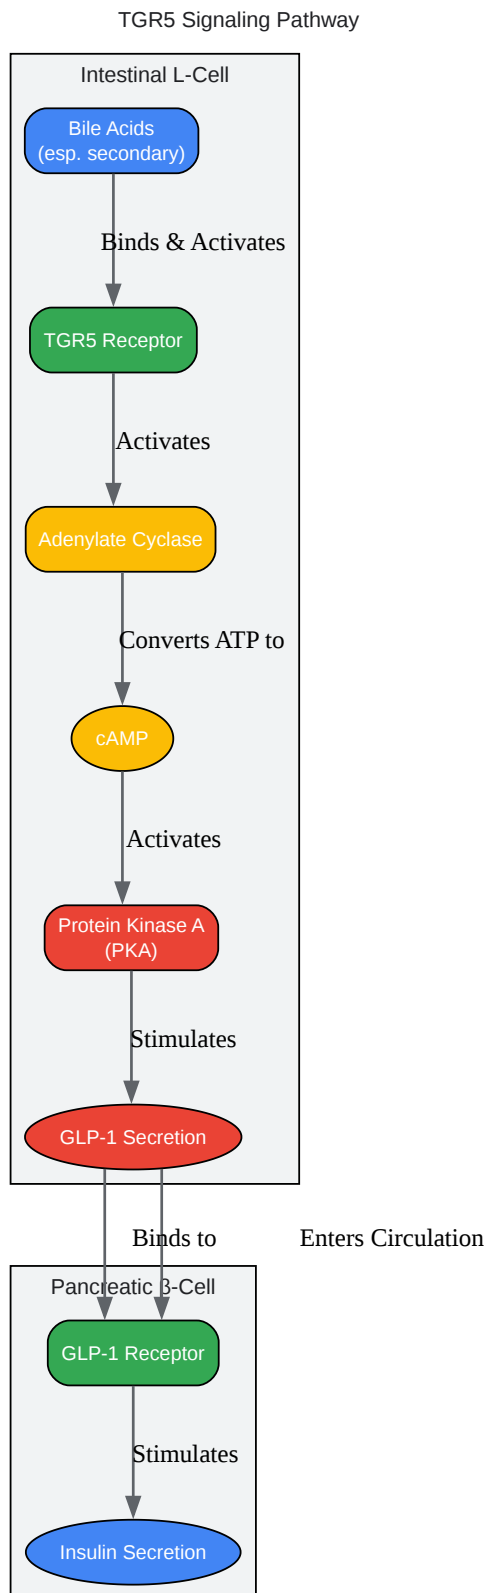 TGR5 Signaling Pathway
Intestinal L-Cell
Bile Acids
(esp. secondary)
Binds & Activates
TGR5 Receptor
Activates
Adenylate Cyclase
Converts ATP to
cAMP
Activates
Protein Kinase A
(PKA)
Stimulates
GLP-1 Secretion
Binds to
Enters Circulation
Pancreatic β-Cell
GLP-1 Receptor
Stimulates
Insulin Secretion